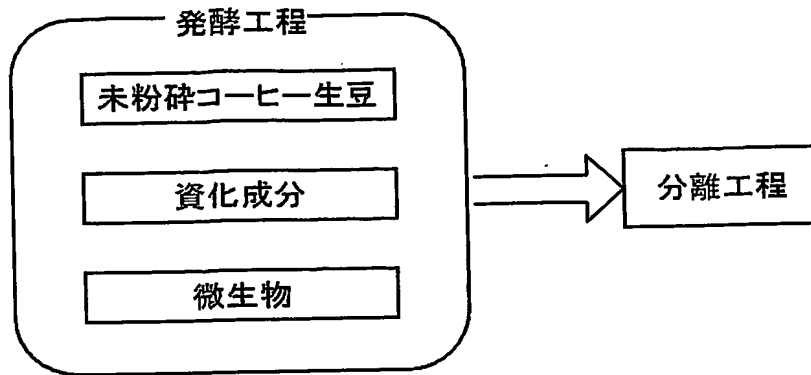 発酵工程
未粉砕コーヒー生豆
資化成分
微生物
分離工程